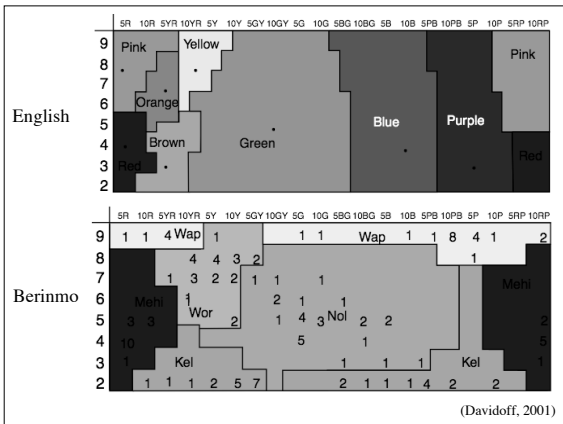 5R 10R 5YR 10YR 5Y 10Y 5GY 10GY 5G 10G 5BG 10BG 5B 10B 5PB 10PB 5P 10P 5RP 10RP
9 Pink Yellow Pink
8
7
6 Orange
English
5 Blue Purple
4 Brown Green
3 Red Red
2
5R 10R 5YR 10YR 5Y 10Y 5GY 10GY 5G 10G 5BG 10BG 5B 10B 5PB 10PB 5P 10P 5RP 10RP
9 1 1 4 Wap 1 1 1 Wap 1 8 4 1 2
8 4 4 3 2 1
7 1 3 2 2 1 1 1 Mehi
6 Mehi 1 2 1 1
Berinmo
Wor Nol
5 3 3 2 1 4 3 2 2 2
4 10 5 1 5
3 1 Kel 1 1 1 Kel 1
2 1 1 1 2 5 7 2 1 1 1 4 2 2
(Davidoff, 2001)